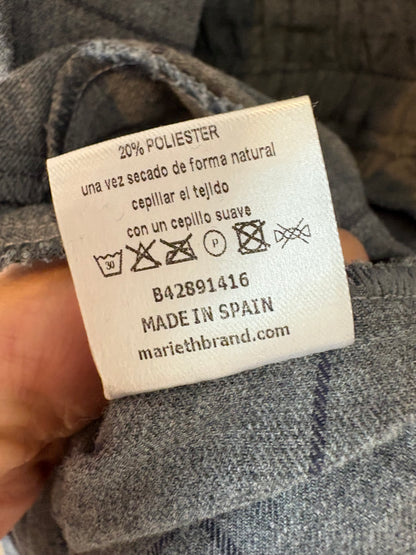 20% POLIESTER
una vez secado de forma natural
cepillar el tejido
con un cepillo suave
30 P
B42891416
MADE IN SPAIN
mariethbrand.com